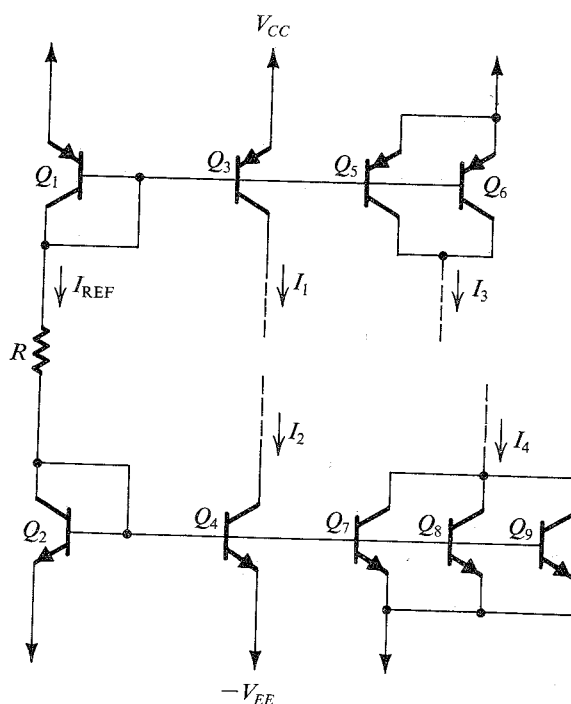 V_CC
Q_1
Q_3
Q_5
Q_6
I_REF
I_1
I_3
R
I_2
I_4
Q_2
Q_4
Q_7
Q_8
Q_9
−V_EE